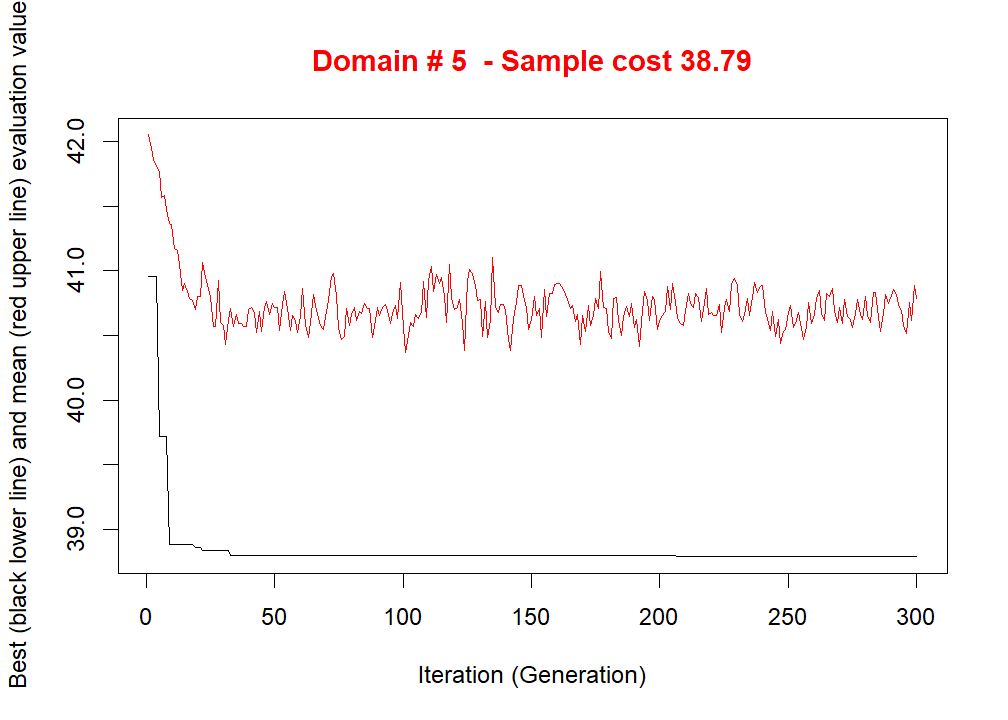 Domain # 5  - Sample cost 38.79
Best (black lower line) and mean (red upper line) evaluation value
42.0
41.0
40.0
39.0
0 50 100 150 200 250 300
Iteration (Generation)